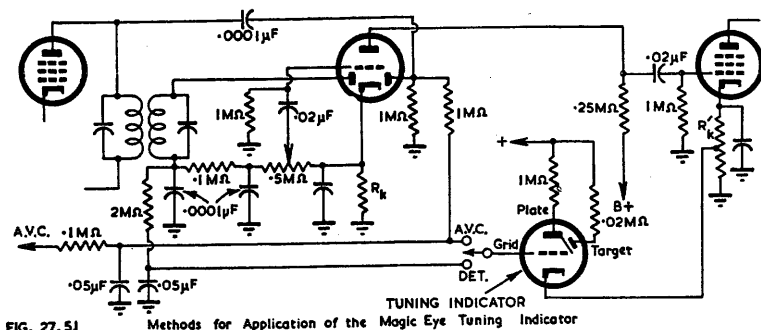 .0001µF
.02µF
1MΩ
.02µF
1MΩ
1MΩ
.25MΩ
1MΩ
R'k
+
.1MΩ
.5MΩ
Rk
2MΩ
.0001µF
1MΩ
B+
.02MΩ
Plate
A.V.C.
.1MΩ
A.V.C.
Grid
Target
DET.
.05µF
.05µF
TUNING INDICATOR
FIG. 27.51 Methods for Application of the Magic Eye Tuning Indicator